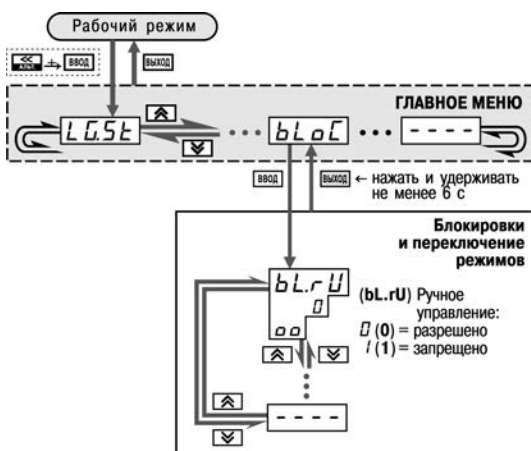 Рабочий режим
<<
АЛЬТ.
ВВОД
ВЫХОД
ГЛАВНОЕ МЕНЮ
LG.St
bLoC
- - - -
ВВОД
ВЫХОД ← нажать и удерживать
не менее 6 с
Блокировки
и переключение
режимов
bL.rU
0
oo
(bL.rU) Ручное
управление:
0 (0) = разрешено
1 (1) = запрещено
- - - -